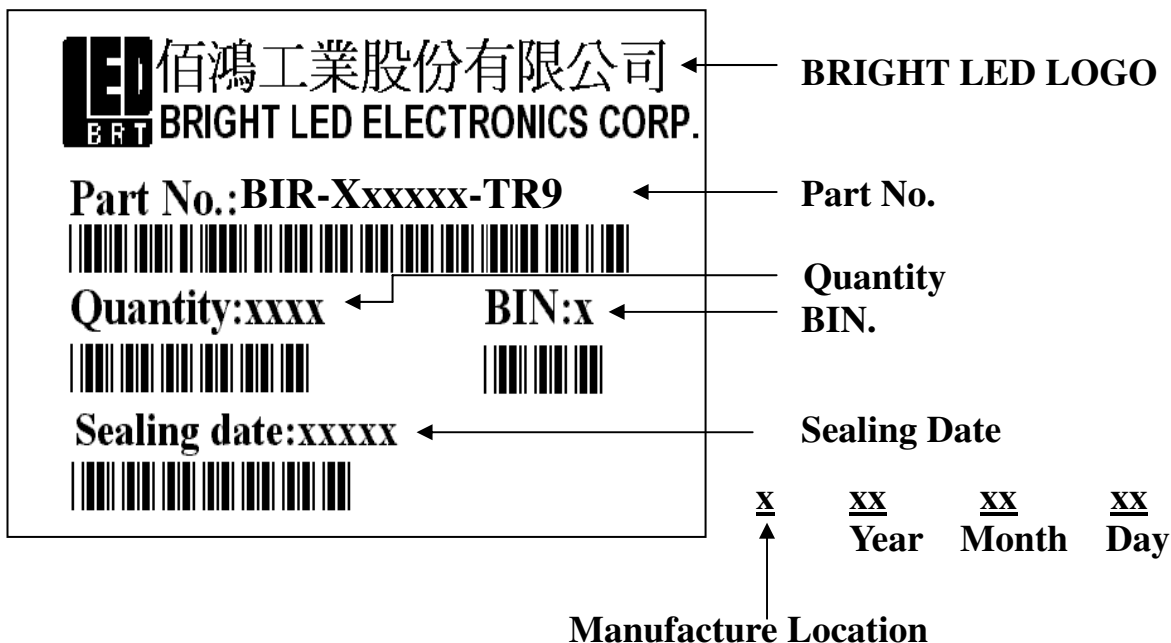 LED 佰鴻工業股份有限公司 BRIGHT LED LOGO
BRT BRIGHT LED ELECTRONICS CORP.
Part No.:BIR-Xxxxxx-TR9 Part No.
Quantity
Quantity:xxxx BIN:x BIN.
Sealing date:xxxxx Sealing Date
x xx xx xx
Year Month Day
Manufacture Location